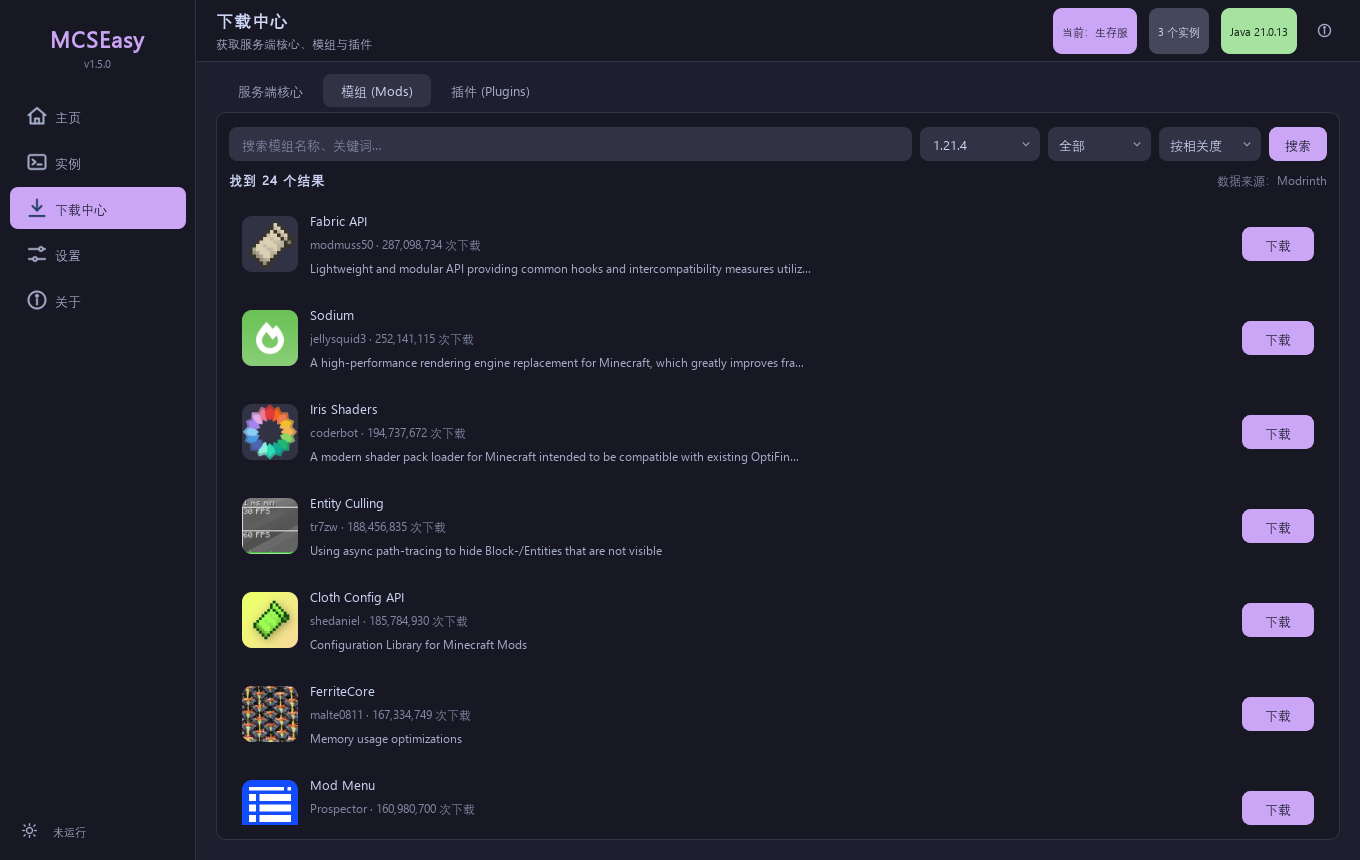 MCSEasy
v1.5.0
主页
实例
下载中心
设置
关于
未运行
下载中心
获取服务端核心、模组与插件
当前：生存服
3 个实例
Java 21.0.13
服务端核心
模组 (Mods)
插件 (Plugins)
搜索模组名称、关键词...
1.21.4
全部
按相关度
搜索
找到 24 个结果
数据来源：Modrinth
Fabric API
modmuss50 · 287,098,734 次下载
Lightweight and modular API providing common hooks and intercompatibility measures utiliz...
下载
Sodium
jellysquid3 · 252,141,115 次下载
A high-performance rendering engine replacement for Minecraft, which greatly improves fra...
下载
Iris Shaders
coderbot · 194,737,672 次下载
A modern shader pack loader for Minecraft intended to be compatible with existing OptiFin...
下载
30 FPS
60 FPS
Entity Culling
tr7zw · 188,456,835 次下载
Using async path-tracing to hide Block-/Entities that are not visible
下载
Cloth Config API
shedaniel · 185,784,930 次下载
Configuration Library for Minecraft Mods
下载
FerriteCore
malte0811 · 167,334,749 次下载
Memory usage optimizations
下载
Mod Menu
Prospector · 160,980,700 次下载
下载